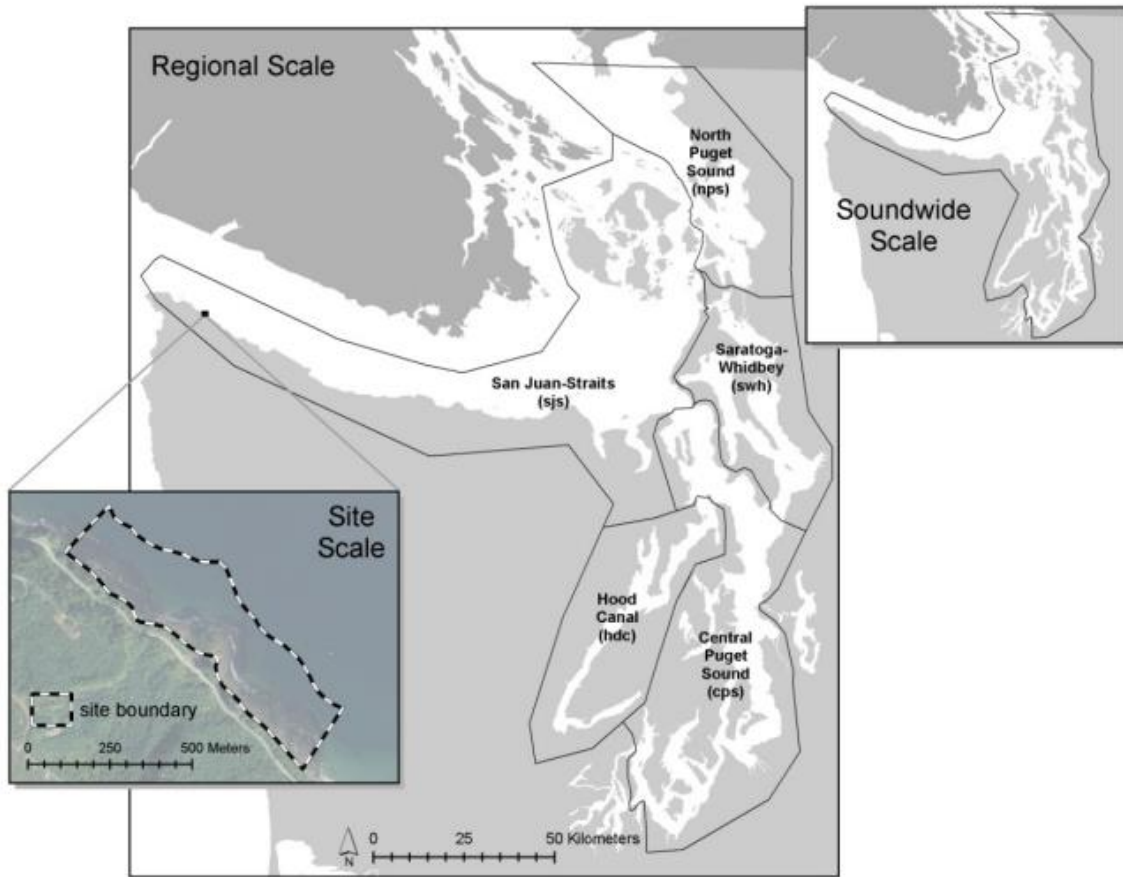 Regional Scale
North
Puget
Sound
(nps)
Soundwide
Scale
Saratoga-
Whidbey
(swh)
San Juan-Straits
(sjs)
Site
Scale
Hood
Canal
(hdc)
Central
Puget
Sound
(cps)
site boundary
0 250 500 Meters
0 25 50 Kilometers
N